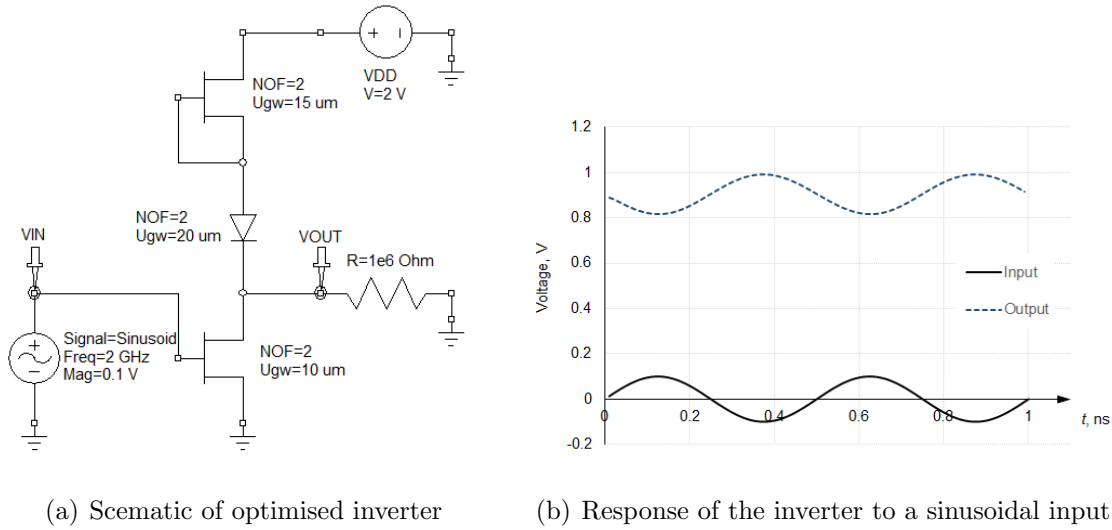 VDD
V=2 V
NOF=2
Ugw=15 um
NOF=2
Ugw=20 um
VIN
VOUT
R=1e6 Ohm
Signal=Sinusoid
Freq=2 GHz
Mag=0.1 V
NOF=2
Ugw=10 um
Voltage, V
1.2
1
0.8
0.6
0.4
0.2
0
-0.2
0
0.2
0.4
0.6
0.8
1
t, ns
Input
Output
(a) Scematic of optimised inverter
(b) Response of the inverter to a sinusoidal input